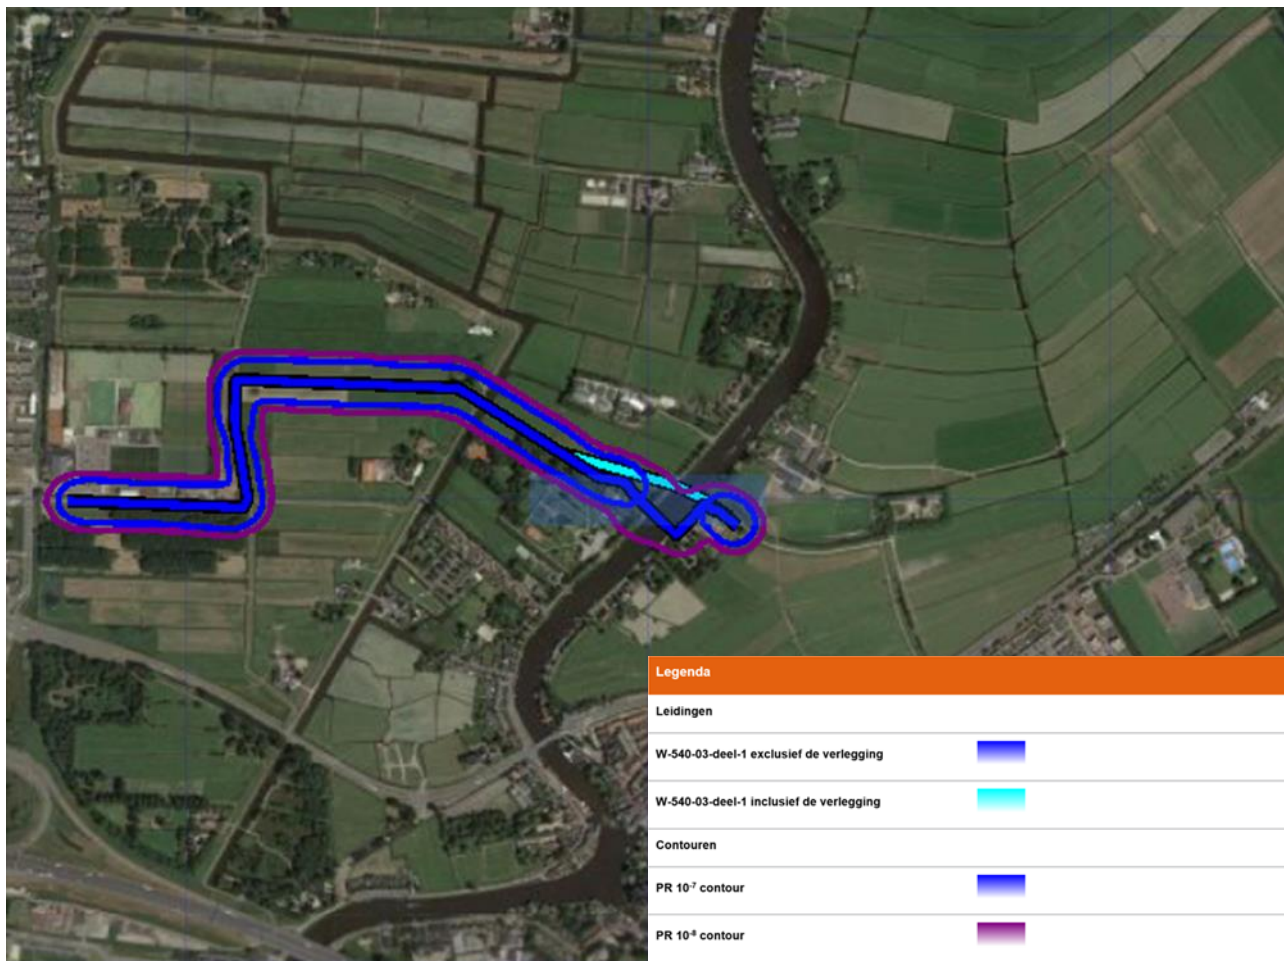 Legenda
Leidingen
W-540-03-deel-1 exclusief de verlegging
W-540-03-deel-1 inclusief de verlegging
Contouren
PR 10⁻⁷ contour
PR 10⁻⁸ contour